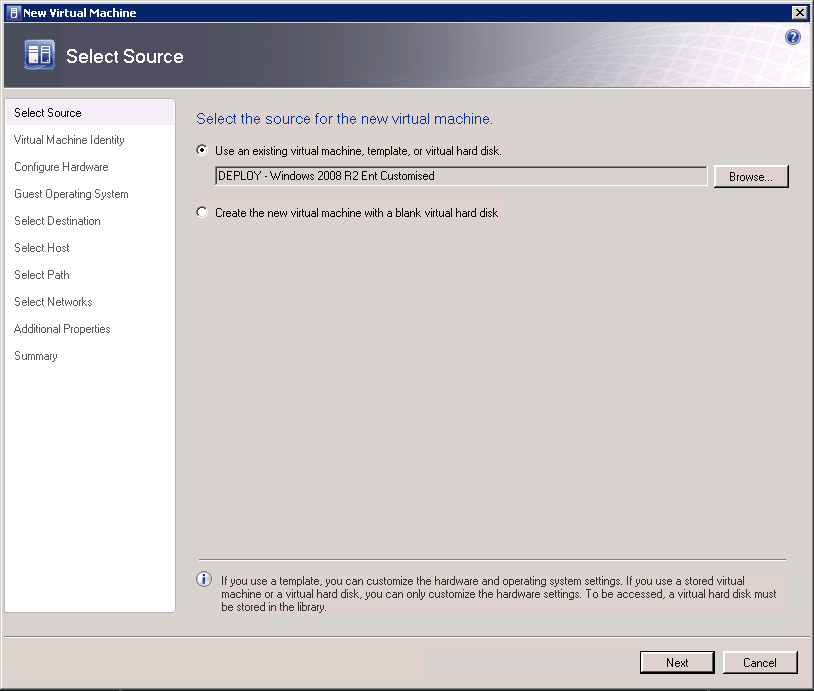 New Virtual Machine
Select Source
Select Source
Virtual Machine Identity
Configure Hardware
Guest Operating System
Select Destination
Select Host
Select Path
Select Networks
Additional Properties
Summary
Select the source for the new virtual machine.
Use an existing virtual machine, template, or virtual hard disk.
DEPLOY - Windows 2008 R2 Ent Customised
Browse...
Create the new virtual machine with a blank virtual hard disk
If you use a template, you can customize the hardware and operating system settings. If you use a stored virtual
machine or a virtual hard disk, you can only customize the hardware settings. To be accessed, a virtual hard disk must
be stored in the library.
Next
Cancel